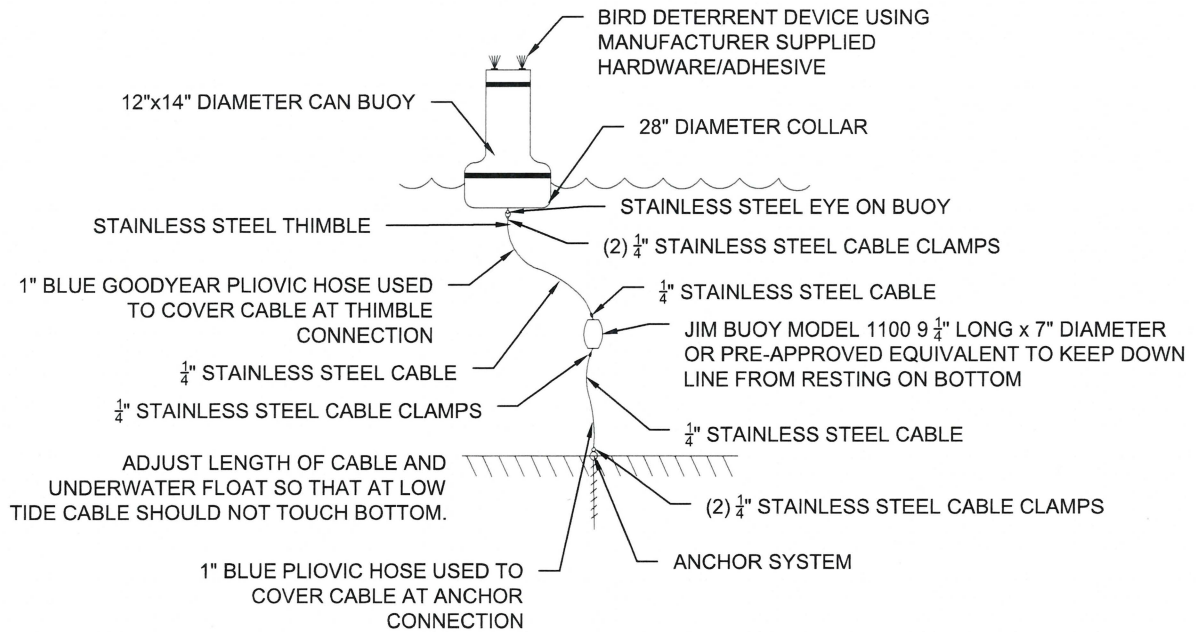 BIRD DETERRENT DEVICE USING
MANUFACTURER SUPPLIED
HARDWARE/ADHESIVE
12"x14" DIAMETER CAN BUOY
28" DIAMETER COLLAR
STAINLESS STEEL EYE ON BUOY
STAINLESS STEEL THIMBLE
(2) 1/4" STAINLESS STEEL CABLE CLAMPS
1" BLUE GOODYEAR PLIOVIC HOSE USED
TO COVER CABLE AT THIMBLE
CONNECTION
1/4" STAINLESS STEEL CABLE
JIM BUOY MODEL 1100 9 1/4" LONG x 7" DIAMETER
OR PRE-APPROVED EQUIVALENT TO KEEP DOWN
LINE FROM RESTING ON BOTTOM
1/4" STAINLESS STEEL CABLE
1/4" STAINLESS STEEL CABLE CLAMPS
1/4" STAINLESS STEEL CABLE
ADJUST LENGTH OF CABLE AND
UNDERWATER FLOAT SO THAT AT LOW
TIDE CABLE SHOULD NOT TOUCH BOTTOM.
(2) 1/4" STAINLESS STEEL CABLE CLAMPS
ANCHOR SYSTEM
1" BLUE PLIOVIC HOSE USED TO
COVER CABLE AT ANCHOR
CONNECTION